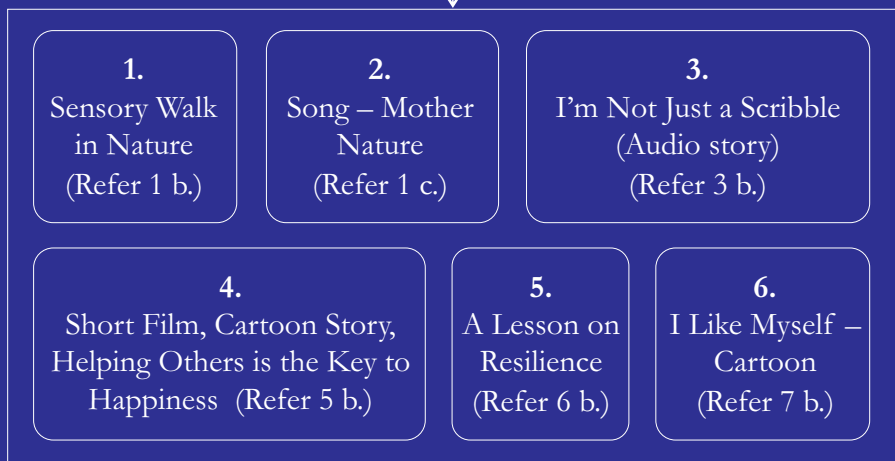 1.
Sensory Walk
in Nature
(Refer 1 b.)
2.
Song – Mother
Nature
(Refer 1 c.)
3.
I’m Not Just a Scribble
(Audio story)
(Refer 3 b.)
4.
Short Film, Cartoon Story,
Helping Others is the Key to
Happiness (Refer 5 b.)
5.
A Lesson on
Resilience
(Refer 6 b.)
6.
I Like Myself –
Cartoon
(Refer 7 b.)